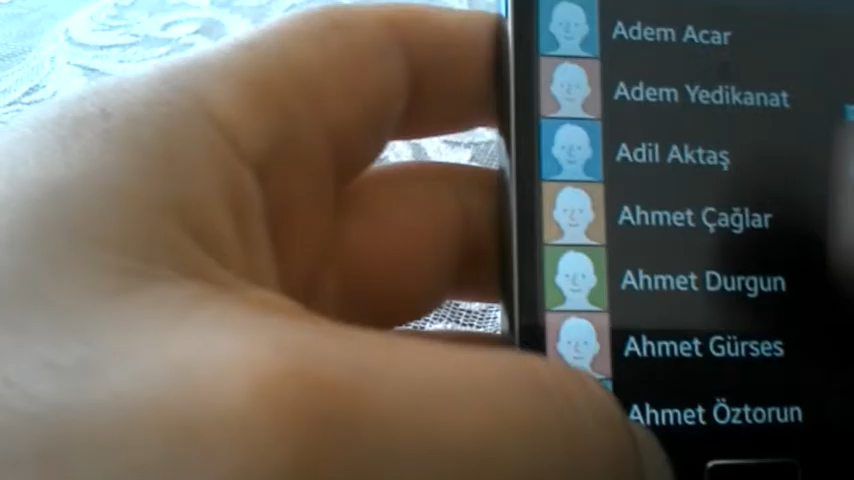 Adem Acar
Adem Yedikanat
Adil Aktaş
Ahmet Çağlar
Ahmet Durgun
Ahmet Gürses
Ahmet Öztorun